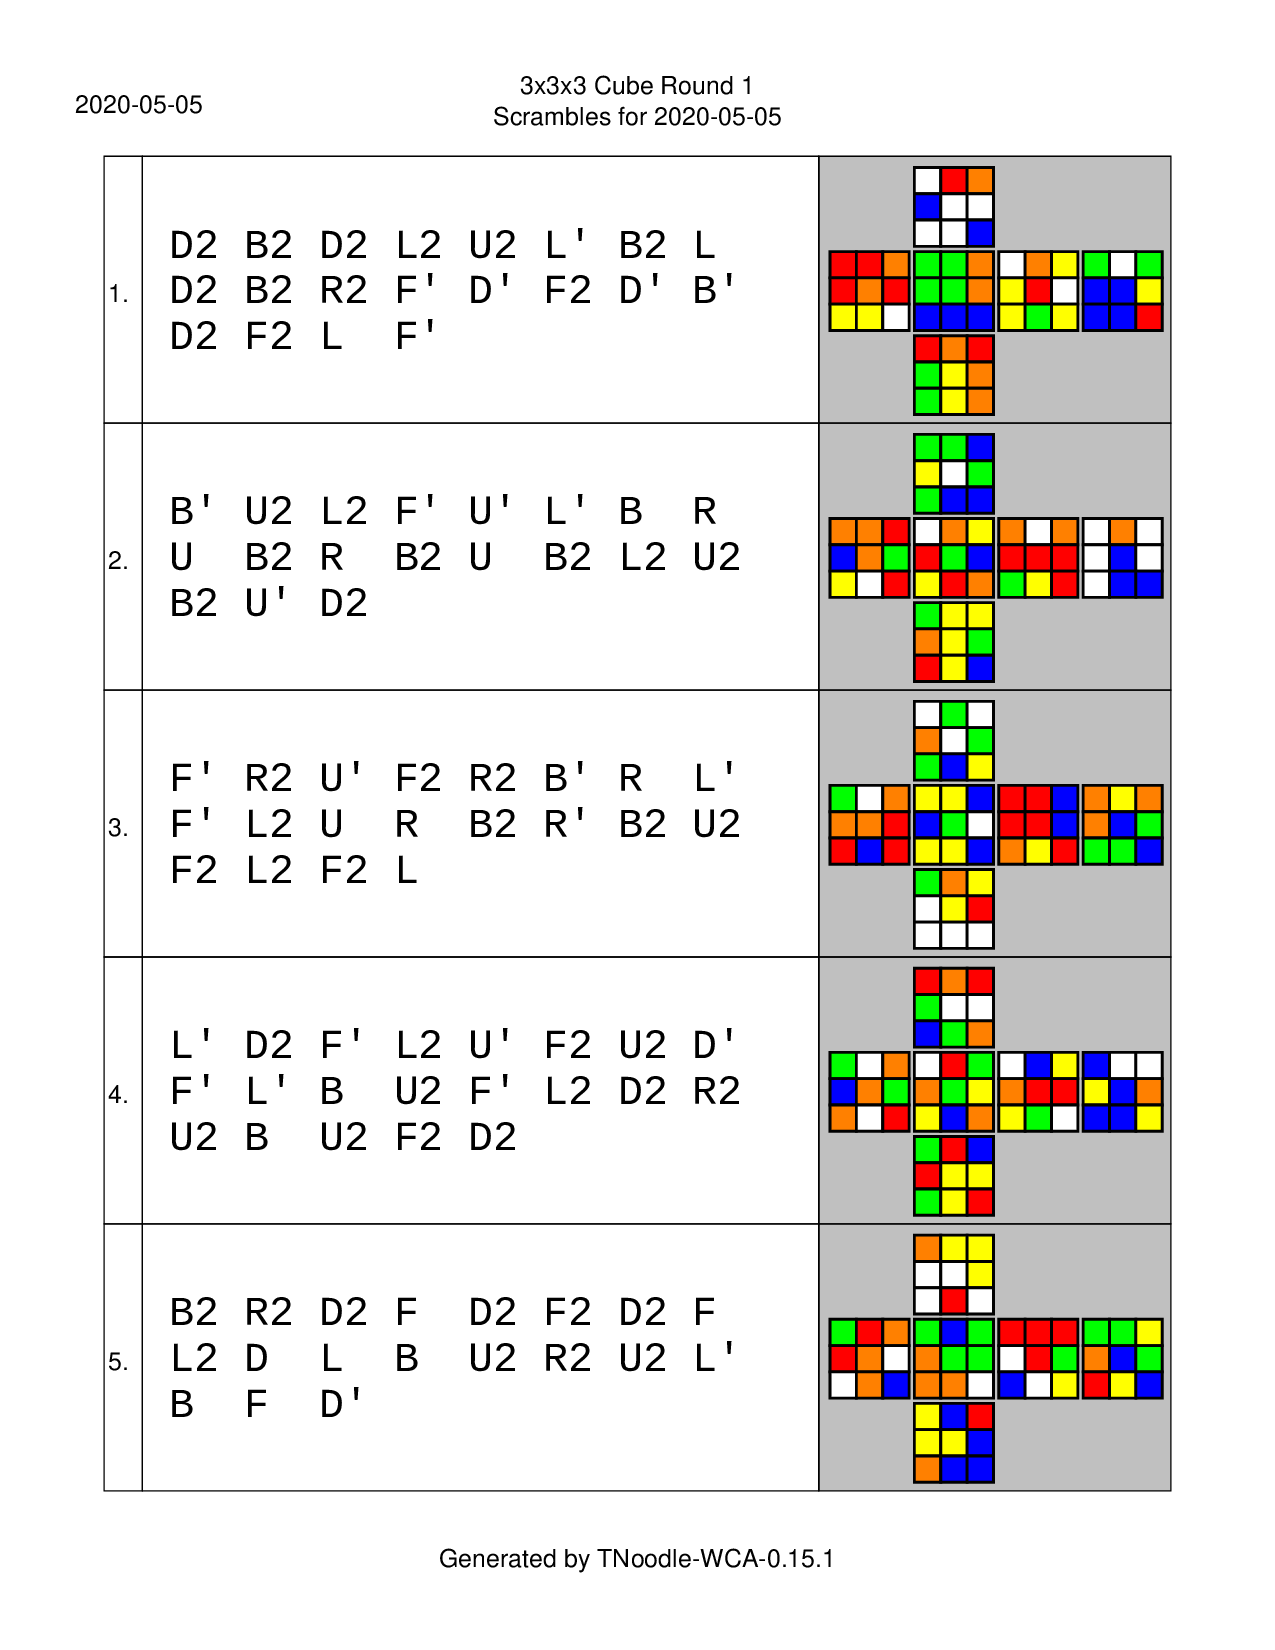 2020-05-05
3x3x3 Cube Round 1
Scrambles for 2020-05-05
1.
D2 B2 D2 L2 U2 L' B2 L
D2 B2 R2 F' D' F2 D' B'
D2 F2 L F'
2.
B' U2 L2 F' U' L' B R
U B2 R B2 U B2 L2 U2
B2 U' D2
3.
F' R2 U' F2 R2 B' R L'
F' L2 U R B2 R' B2 U2
F2 L2 F2 L
4.
L' D2 F' L2 U' F2 U2 D'
F' L' B U2 F' L2 D2 R2
U2 B U2 F2 D2
5.
B2 R2 D2 F D2 F2 D2 F
L2 D L B U2 R2 U2 L'
B F D'
Generated by TNoodle-WCA-0.15.1